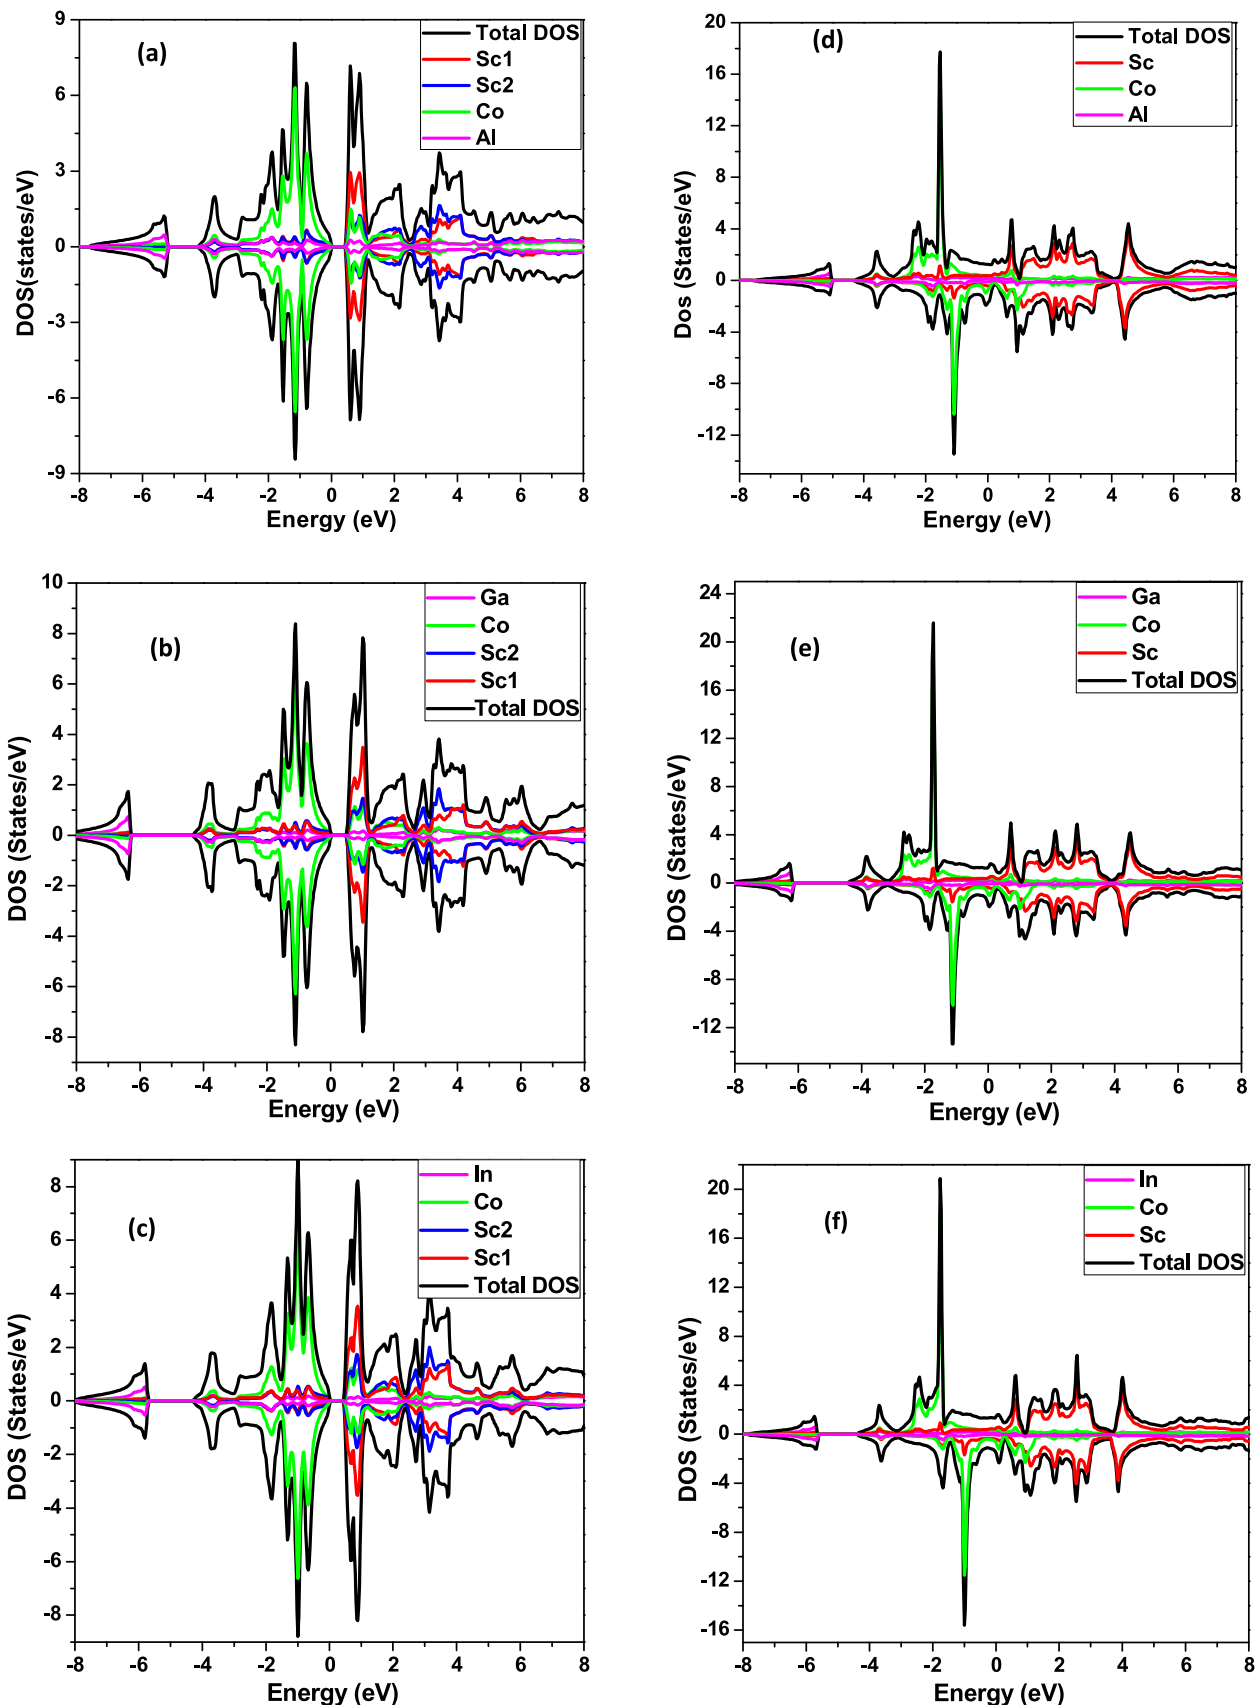 (a)
Total DOS
Sc1
Sc2
Co
Al
9
6
3
0
-3
-6
-9
DOS(states/eV)
-8 -6 -4 -2 0 2 4 6 8
Energy (eV)
(d)
Total DOS
Sc
Co
Al
20
16
12
8
4
0
-4
-8
-12
Dos (States/eV)
-8 -6 -4 -2 0 2 4 6 8
Energy (eV)
(b)
Ga
Co
Sc2
Sc1
Total DOS
10
8
6
4
2
0
-2
-4
-6
-8
DOS (States/eV)
-8 -6 -4 -2 0 2 4 6 8
Energy (eV)
(e)
Ga
Co
Sc
Total DOS
24
20
16
12
8
4
0
-4
-8
-12
DOS (States/eV)
-8 -6 -4 -2 0 2 4 6 8
Energy (eV)
(c)
In
Co
Sc2
Sc1
Total DOS
8
6
4
2
0
-2
-4
-6
-8
DOS (States/eV)
-8 -6 -4 -2 0 2 4 6 8
Energy (eV)
(f)
In
Co
Sc
Total DOS
20
16
12
8
4
0
-4
-8
-12
-16
DOS (States/eV)
-8 -6 -4 -2 0 2 4 6 8
Energy (eV)